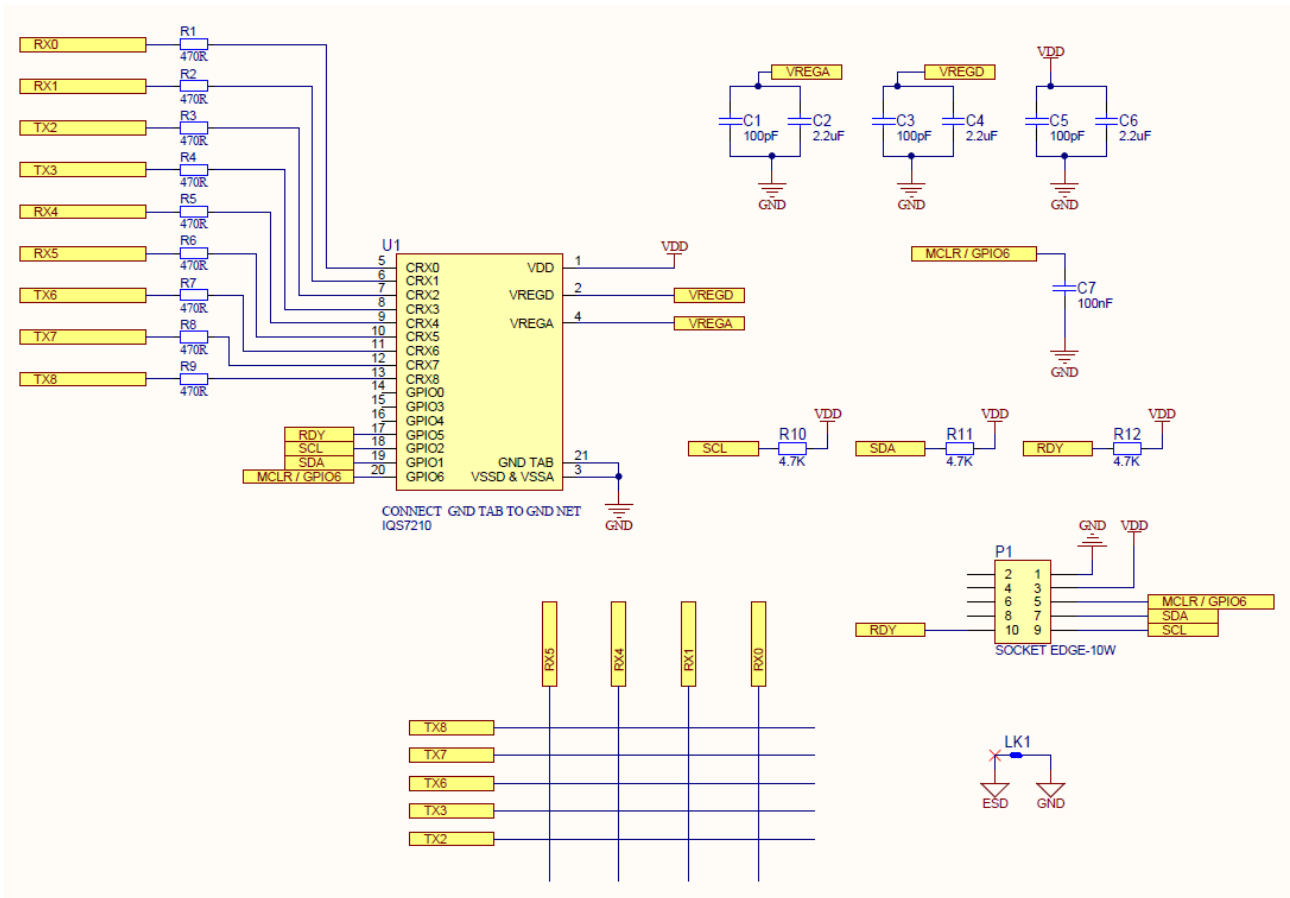 RX0
R1
470R
RX1
R2
470R
TX2
R3
470R
TX3
R4
470R
RX4
R5
470R
RX5
R6
470R
TX6
R7
470R
TX7
R8
470R
TX8
R9
470R
VREGA
C1
100pF
C2
2.2uF
GND
VREGD
C3
100pF
C4
2.2uF
GND
VDD
C5
100pF
C6
2.2uF
GND
U1
5 CRX0
6 CRX1
7 CRX2
8 CRX3
9 CRX4
10 CRX5
11 CRX6
12 CRX7
13 CRX8
14 GPIO0
15 GPIO3
16 GPIO4
RDY 17 GPIO5
SCL 18 GPIO2
SDA 19 GPIO1
MCLR / GPIO6 20 GPIO6
VDD 1 VDD
VREGD 2 VREGD
VREGA 4 VREGA
GND TAB 21
VSSD & VSSA 3
GND
CONNECT GND TAB TO GND NET
IQS7210
MCLR / GPIO6
C7
100nF
GND
SCL
R10
4.7K
VDD
SDA
R11
4.7K
VDD
RDY
R12
4.7K
VDD
GND VDD
P1
2 1
4 3
6 5 MCLR / GPIO6
8 7 SDA
RDY 10 9 SCL
SOCKET EDGE-10W
RX5 RX4 RX1 RX0
TX8
TX7
TX6
TX3
TX2
LK1
ESD GND